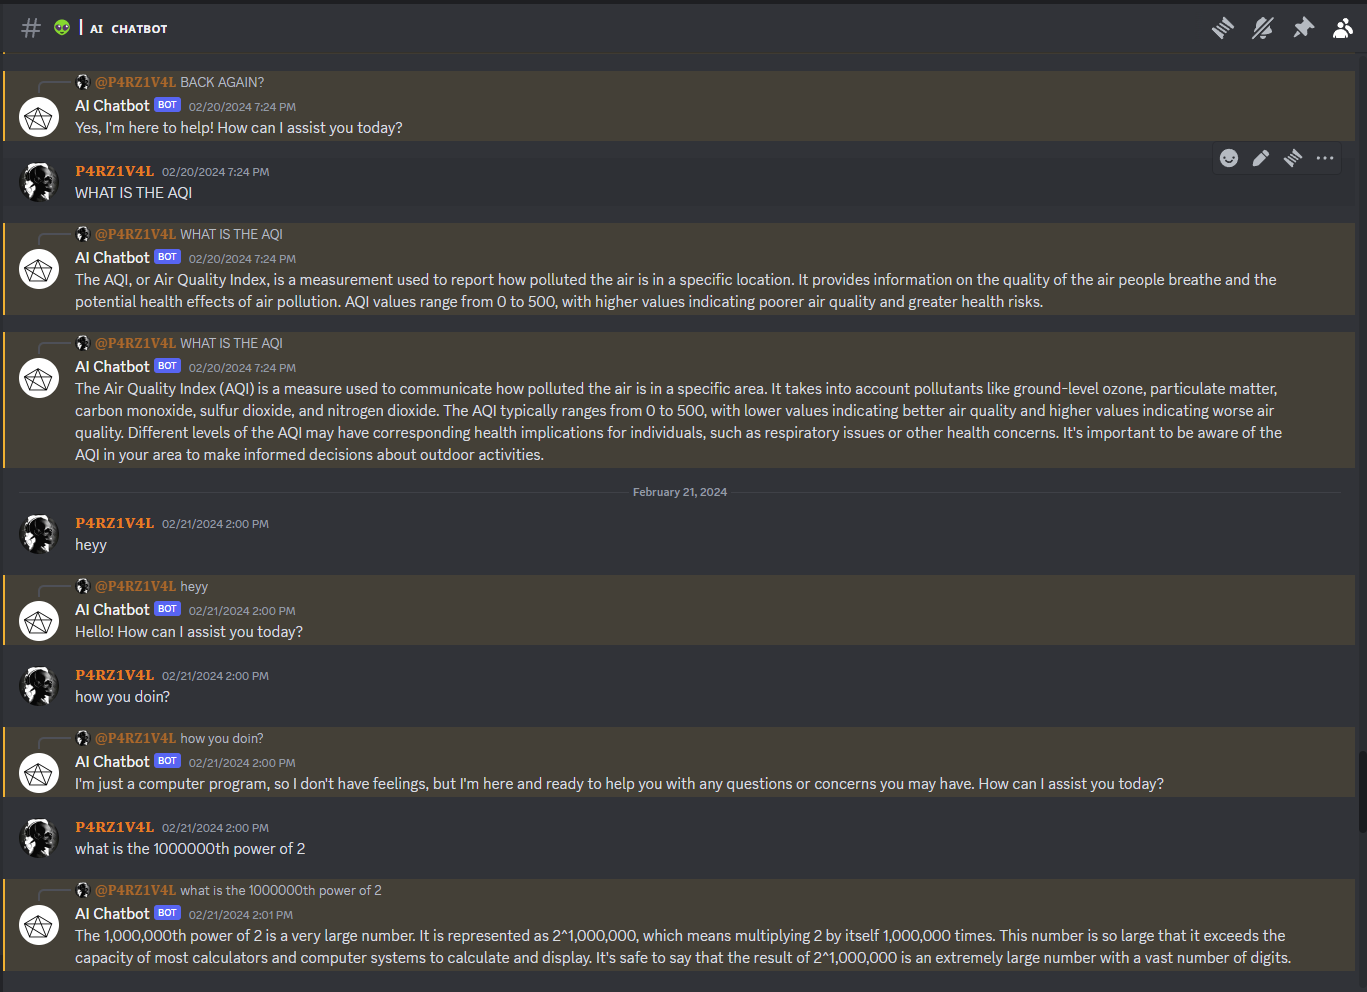 AI CHATBOT
@P4RZ1V4L BACK AGAIN?
AI Chatbot BOT 02/20/2024 7:24 PM
Yes, I'm here to help! How can I assist you today?
P4RZ1V4L 02/20/2024 7:24 PM
WHAT IS THE AQI
@P4RZ1V4L WHAT IS THE AQI
AI Chatbot BOT 02/20/2024 7:24 PM
The AQI, or Air Quality Index, is a measurement used to report how polluted the air is in a specific location. It provides information on the quality of the air people breathe and the
potential health effects of air pollution. AQI values range from 0 to 500, with higher values indicating poorer air quality and greater health risks.
@P4RZ1V4L WHAT IS THE AQI
AI Chatbot BOT 02/20/2024 7:24 PM
The Air Quality Index (AQI) is a measure used to communicate how polluted the air is in a specific area. It takes into account pollutants like ground-level ozone, particulate matter,
carbon monoxide, sulfur dioxide, and nitrogen dioxide. The AQI typically ranges from 0 to 500, with lower values indicating better air quality and higher values indicating worse air
quality. Different levels of the AQI may have corresponding health implications for individuals, such as respiratory issues or other health concerns. It's important to be aware of the
AQI in your area to make informed decisions about outdoor activities.
February 21, 2024
P4RZ1V4L 02/21/2024 2:00 PM
heyy
@P4RZ1V4L heyy
AI Chatbot BOT 02/21/2024 2:00 PM
Hello! How can I assist you today?
P4RZ1V4L 02/21/2024 2:00 PM
how you doin?
@P4RZ1V4L how you doin?
AI Chatbot BOT 02/21/2024 2:00 PM
I'm just a computer program, so I don't have feelings, but I'm here and ready to help you with any questions or concerns you may have. How can I assist you today?
P4RZ1V4L 02/21/2024 2:00 PM
what is the 1000000th power of 2
@P4RZ1V4L what is the 1000000th power of 2
AI Chatbot BOT 02/21/2024 2:01 PM
The 1,000,000th power of 2 is a very large number. It is represented as 2^1,000,000, which means multiplying 2 by itself 1,000,000 times. This number is so large that it exceeds the
capacity of most calculators and computer systems to calculate and display. It's safe to say that the result of 2^1,000,000 is an extremely large number with a vast number of digits.